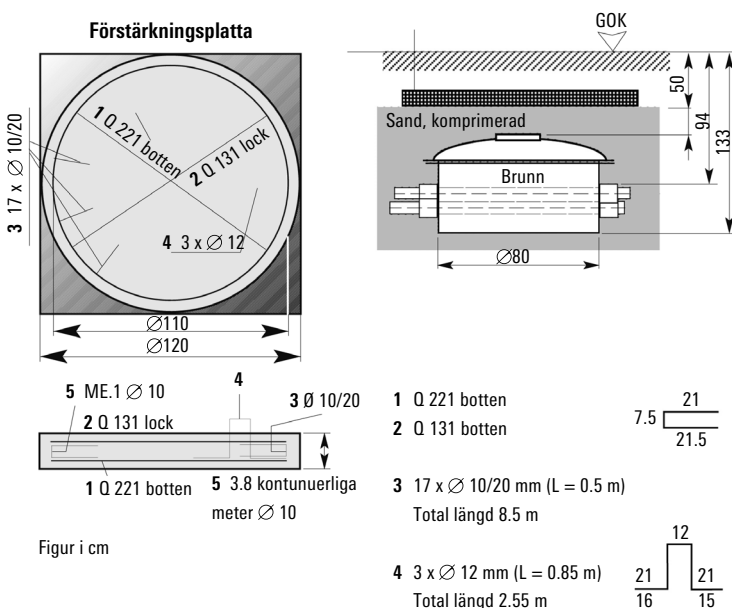 Förstärkningsplatta
1 Q 221 botten
2 Q 131 lock
3 17 x ∅ 10/20
4 3 x ∅ 12
∅110
∅120
GOK
50
94
133
Sand, komprimerad
Brunn
∅80
5 ME.1 ∅ 10
4
2 Q 131 lock
3 Ø 10/20
1 Q 221 botten
5 3.8 kontunuerliga
meter ∅ 10
Figur i cm
1 Q 221 botten
2 Q 131 botten
21
7.5
21.5
3 17 x ∅ 10/20 mm (L = 0.5 m)
Total längd 8.5 m
4 3 x ∅ 12 mm (L = 0.85 m)
Total längd 2.55 m
12
21 21
16 15